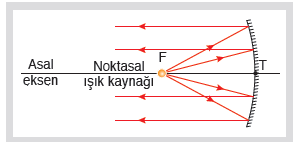 Asal
eksen
Noktasal
ışık kaynağı
F
T